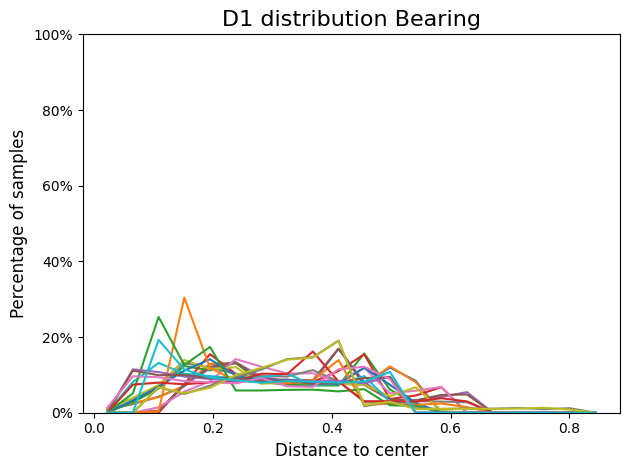 D1 distribution Bearing
100%
80%
60%
40%
20%
0%
Percentage of samples
0.0 0.2 0.4 0.6 0.8
Distance to center